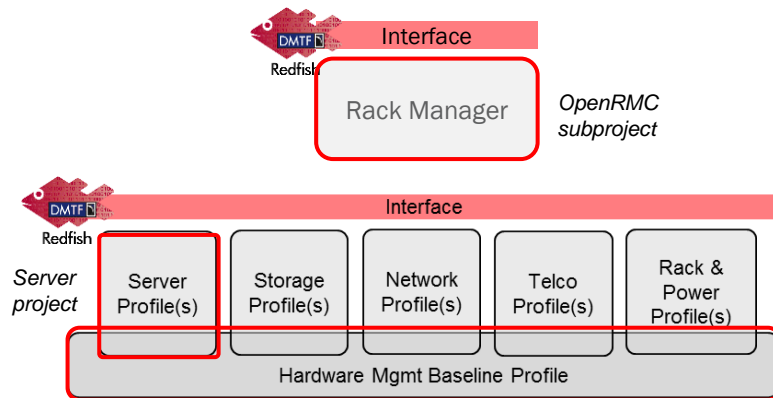 Interface
DMTF
Redfish
Rack Manager
OpenRMC
subproject
DMTF
Redfish
Interface
Server
project
Server
Profile(s)
Storage
Profile(s)
Network
Profile(s)
Telco
Profile(s)
Rack &
Power
Profile(s)
Hardware Mgmt Baseline Profile